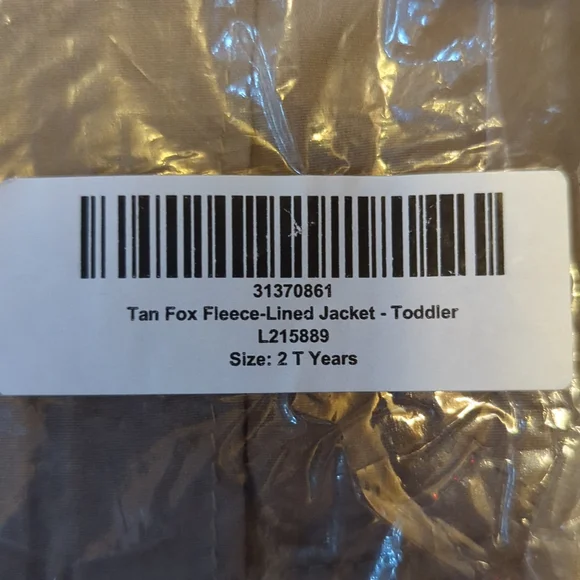 31370861
Tan Fox Fleece-Lined Jacket - Toddler
L215889
Size: 2 T Years